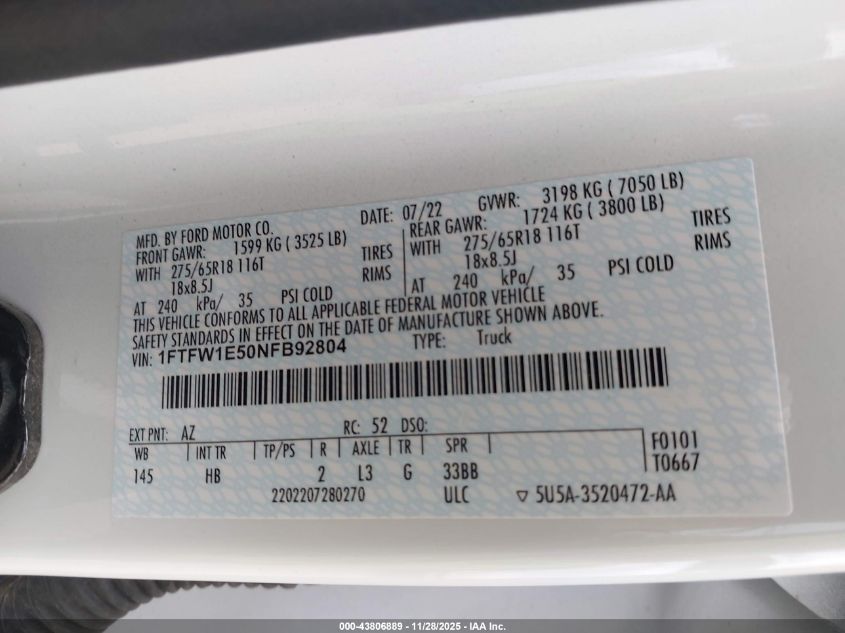 MFD. BY FORD MOTOR CO. DATE: 07/22 GVWR: 3198 KG ( 7050 LB)
FRONT GAWR: 1599 KG ( 3525 LB) REAR GAWR: 1724 KG ( 3800 LB)
WITH 275/65R18 116T TIRES WITH 275/65R18 116T TIRES
18x8.5J RIMS 18x8.5J RIMS
AT 240 kPa/ 35 PSI COLD AT 240 kPa/ 35 PSI COLD
THIS VEHICLE CONFORMS TO ALL APPLICABLE FEDERAL MOTOR VEHICLE
SAFETY STANDARDS IN EFFECT ON THE DATE OF MANUFACTURE SHOWN ABOVE.
VIN: 1FTFW1E50NFB92804 TYPE: Truck
EXT PNT: AZ RC: 52 DSO:
WB INT TR TP/PS R AXLE TR SPR F0101
145 HB 2 L3 G 33BB T0667
2202207280270 ULC ▽ 5U5A-3520472-AA
000-43806889 | 11/28/2025 - IAA Inc.